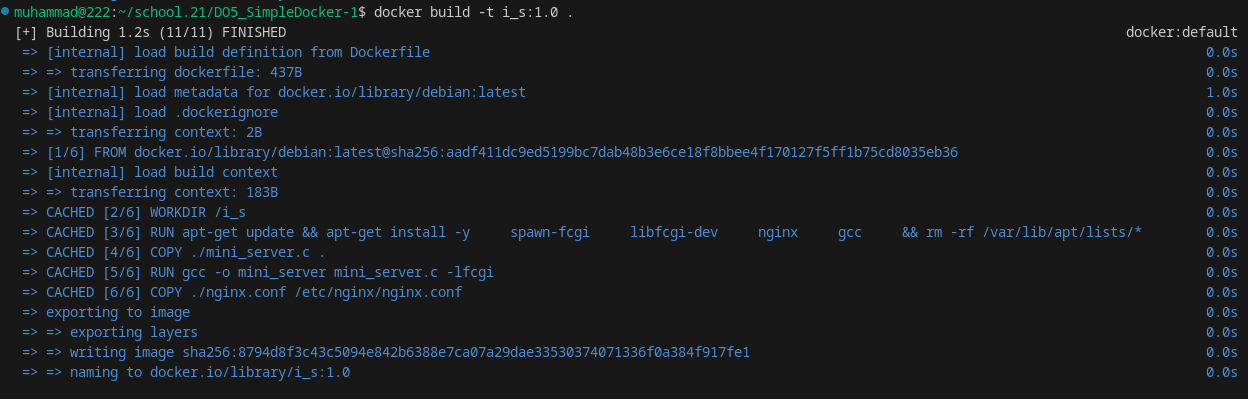 muhammad@222:~/school.21/DO5_SimpleDocker-1$ docker build -t i_s:1.0 .
[+] Building 1.2s (11/11) FINISHED docker:default
=> [internal] load build definition from Dockerfile 0.0s
=> => transferring dockerfile: 437B 0.0s
=> [internal] load metadata for docker.io/library/debian:latest 1.0s
=> [internal] load .dockerignore 0.0s
=> => transferring context: 2B 0.0s
=> [1/6] FROM docker.io/library/debian:latest@sha256:aadf411dc9ed5199bc7dab48b3e6ce18f8bbee4f170127f5ff1b75cd8035eb36 0.0s
=> [internal] load build context 0.0s
=> => transferring context: 183B 0.0s
=> CACHED [2/6] WORKDIR /i_s 0.0s
=> CACHED [3/6] RUN apt-get update && apt-get install -y     spawn-fcgi     libfcgi-dev     nginx     gcc     && rm -rf /var/lib/apt/lists/* 0.0s
=> CACHED [4/6] COPY ./mini_server.c . 0.0s
=> CACHED [5/6] RUN gcc -o mini_server mini_server.c -lfcgi 0.0s
=> CACHED [6/6] COPY ./nginx.conf /etc/nginx/nginx.conf 0.0s
=> exporting to image 0.0s
=> => exporting layers 0.0s
=> => writing image sha256:8794d8f3c43c5094e842b6388e7ca07a29dae33530374071336f0a384f917fe1 0.0s
=> => naming to docker.io/library/i_s:1.0 0.0s